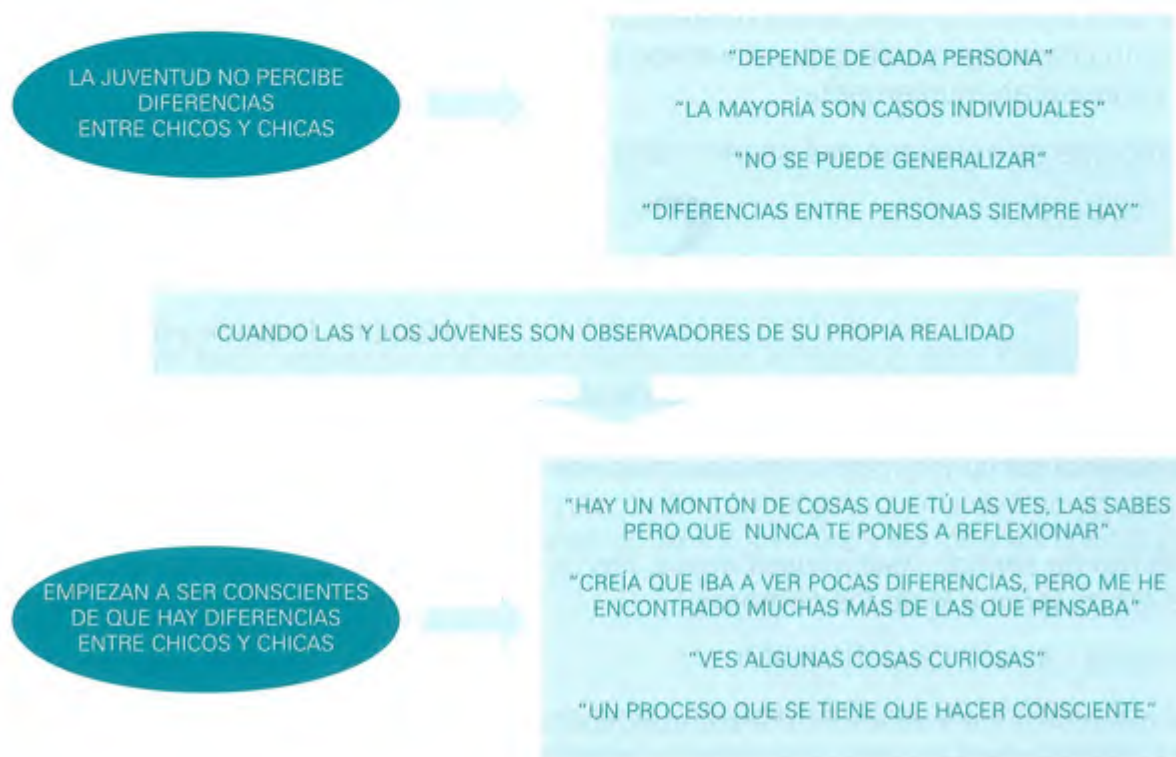 LA JUVENTUD NO PERCIBE
DIFERENCIAS
ENTRE CHICOS Y CHICAS
"DEPENDE DE CADA PERSONA"
"LA MAYORÍA SON CASOS INDIVIDUALES"
"NO SE PUEDE GENERALIZAR"
"DIFERENCIAS ENTRE PERSONAS SIEMPRE HAY"
CUANDO LAS Y LOS JÓVENES SON OBSERVADORES DE SU PROPIA REALIDAD
EMPIEZAN A SER CONSCIENTES
DE QUE HAY DIFERENCIAS
ENTRE CHICOS Y CHICAS
"HAY UN MONTÓN DE COSAS QUE TÚ LAS VES, LAS SABES
PERO QUE NUNCA TE PONES A REFLEXIONAR"
"CREÍA QUE IBA A VER POCAS DIFERENCIAS, PERO ME HE
ENCONTRADO MUCHAS MÁS DE LAS QUE PENSABA"
"VES ALGUNAS COSAS CURIOSAS"
"UN PROCESO QUE SE TIENE QUE HACER CONSCIENTE"